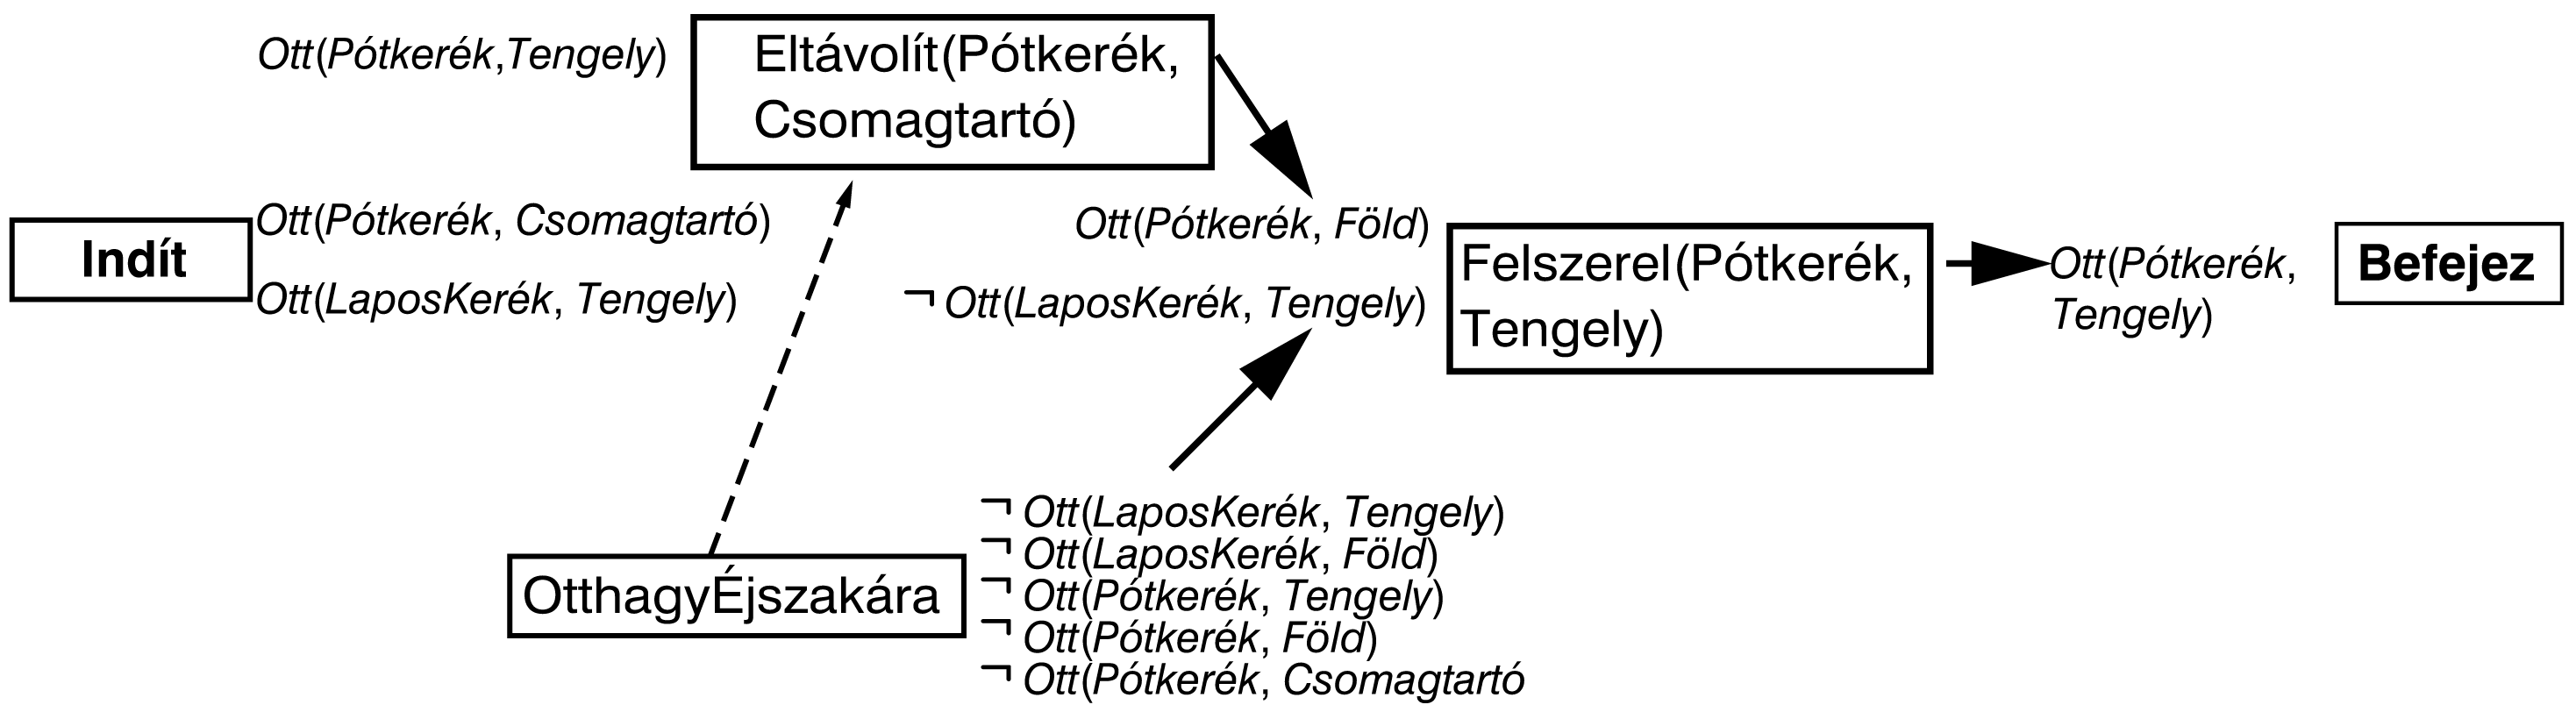 Ott(Pótkerék,Tengely)
Eltávolít(Pótkerék,
Csomagtartó)
Indít
Ott(Pótkerék, Csomagtartó)
Ott(LaposKerék, Tengely)
Ott(Pótkerék, Föld)
¬ Ott(LaposKerék, Tengely)
Felszerel(Pótkerék,
Tengely)
Ott(Pótkerék,
Tengely)
Befejez
OtthagyÉjszakára
¬ Ott(LaposKerék, Tengely)
¬ Ott(LaposKerék, Föld)
¬ Ott(Pótkerék, Tengely)
¬ Ott(Pótkerék, Föld)
¬ Ott(Pótkerék, Csomagtartó